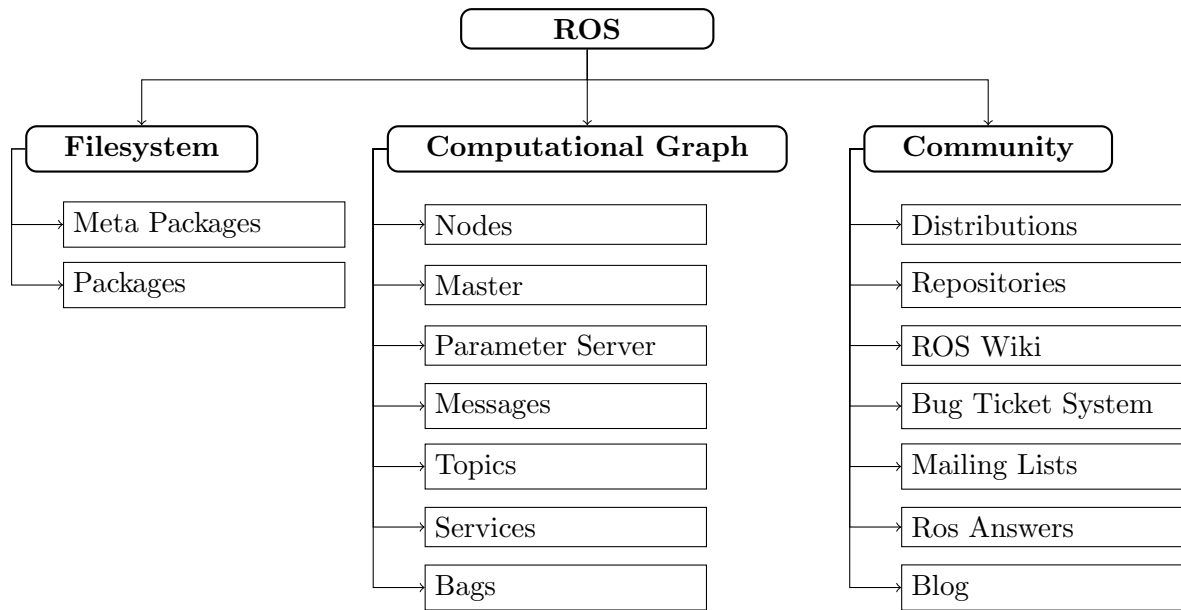 ROS
Filesystem
Meta Packages
Packages
Computational Graph
Nodes
Master
Parameter Server
Messages
Topics
Services
Bags
Community
Distributions
Repositories
ROS Wiki
Bug Ticket System
Mailing Lists
Ros Answers
Blog